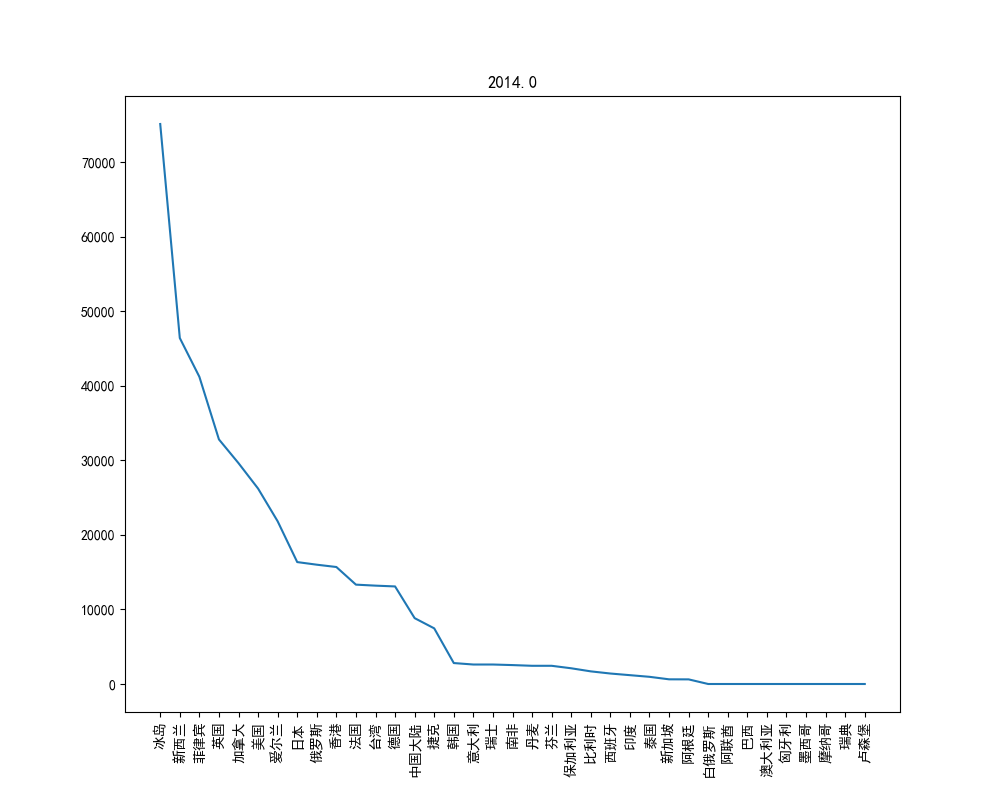 2014.0
70000
60000
50000
40000
30000
20000
10000
0
冰岛
新西兰
菲律宾
英国
加拿大
美国
爱尔兰
日本
俄罗斯
香港
法国
台湾
德国
中国大陆
捷克
韩国
意大利
瑞士
南非
丹麦
芬兰
保加利亚
比利时
西班牙
印度
泰国
新加坡
阿根廷
白俄罗斯
阿联酋
巴西
澳大利亚
匈牙利
墨西哥
摩纳哥
瑞典
卢森堡